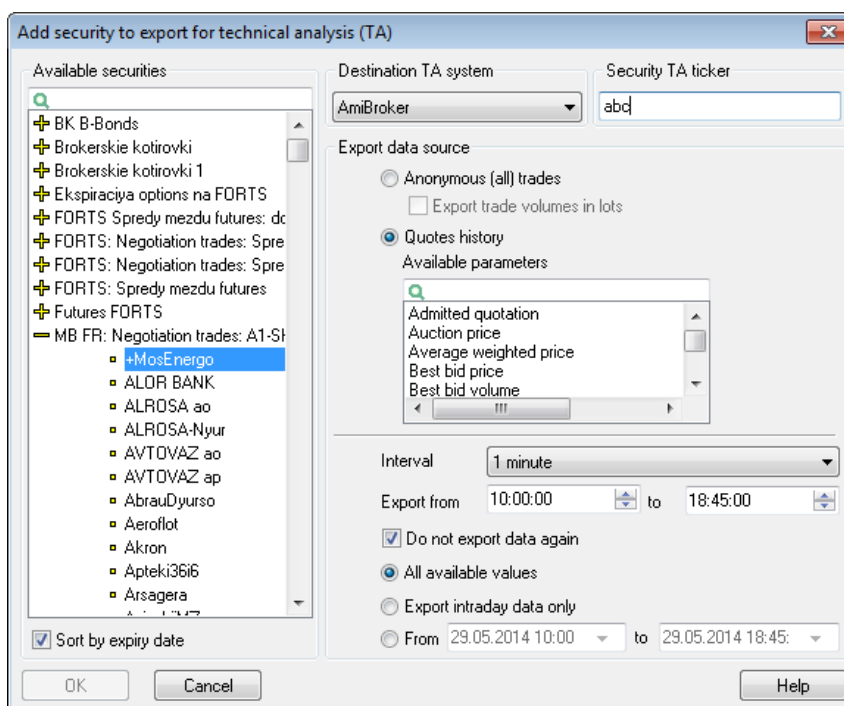 Add security to export for technical analysis (TA)
Available securities
BK B-Bonds
Brokerskie kotirovki
Brokerskie kotirovki 1
Ekspiraciya options na FORTS
FORTS Spredy mezdu futures: do
FORTS: Negotiation trades: Spre
FORTS: Negotiation trades: Spre
FORTS: Spredy mezdu futures
Futures FORTS
MB FR: Negotiation trades: A1-SH
+MosEnergo
ALOR BANK
ALROSA ao
ALROSA-Nyur
AVTOVAZ ao
AVTOVAZ ap
AbrauDyurso
Aeroflot
Akron
Apteki36i6
Arsagera
Sort by expiry date
OK
Cancel
Destination TA system
AmiBroker
Security TA ticker
abc
Export data source
Anonymous (all) trades
Export trade volumes in lots
Quotes history
Available parameters
Admitted quotation
Auction price
Average weighted price
Best bid price
Best bid volume
Interval 1 minute
Export from 10:00:00 to 18:45:00
Do not export data again
All available values
Export intraday data only
From 29.05.2014 10:00 to 29.05.2014 18:45:
Help